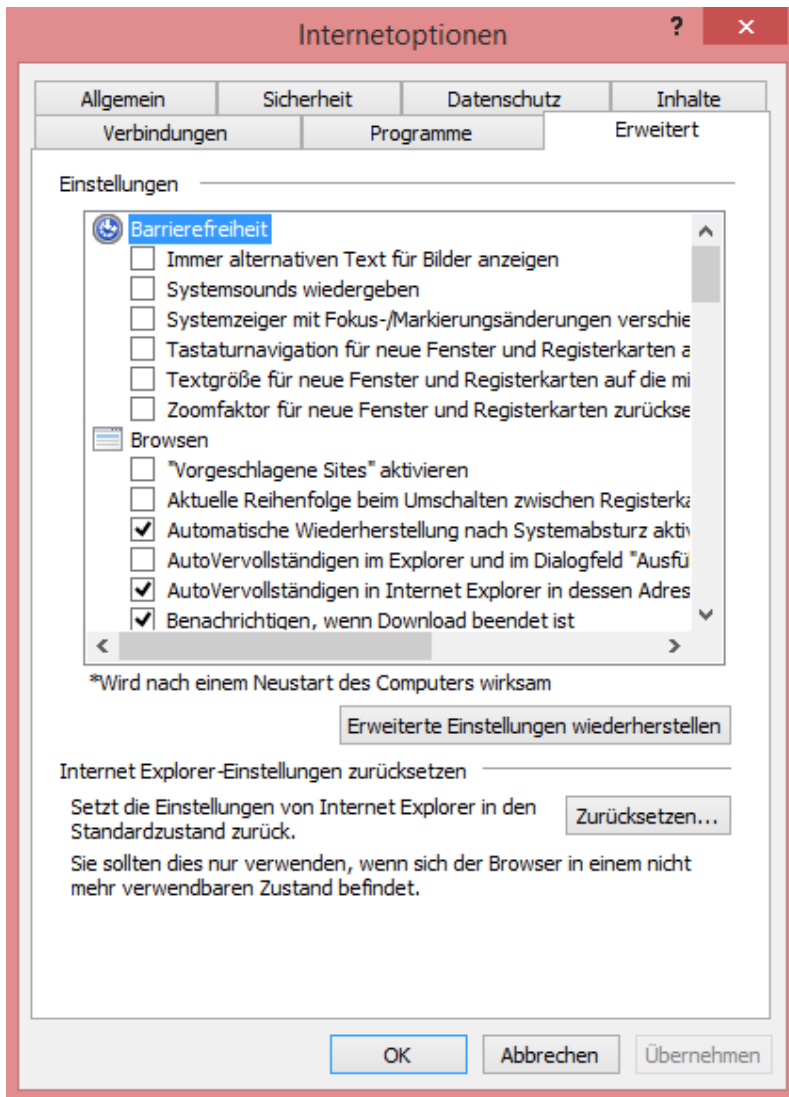 Internetoptionen
?
Allgemein Sicherheit Datenschutz Inhalte
Verbindungen Programme Erweitert
Einstellungen
Barrierefreiheit
Immer alternativen Text für Bilder anzeigen
Systemsounds wiedergeben
Systemzeiger mit Fokus-/Markierungsänderungen verschie
Tastaturnavigation für neue Fenster und Registerkarten a
Textgröße für neue Fenster und Registerkarten auf die mi
Zoomfaktor für neue Fenster und Registerkarten zurückse
Browsen
"Vorgeschlagene Sites" aktivieren
Aktuelle Reihenfolge beim Umschalten zwischen Registerka
Automatische Wiederherstellung nach Systemabsturz aktiv
AutoVervollständigen im Explorer und im Dialogfeld "Ausfü
AutoVervollständigen in Internet Explorer in dessen Adres
Benachrichtigen, wenn Download beendet ist
*Wird nach einem Neustart des Computers wirksam
Erweiterte Einstellungen wiederherstellen
Internet Explorer-Einstellungen zurücksetzen
Setzt die Einstellungen von Internet Explorer in den
Standardzustand zurück.
Zurücksetzen...
Sie sollten dies nur verwenden, wenn sich der Browser in einem nicht
mehr verwendbaren Zustand befindet.
OK Abbrechen Übernehmen